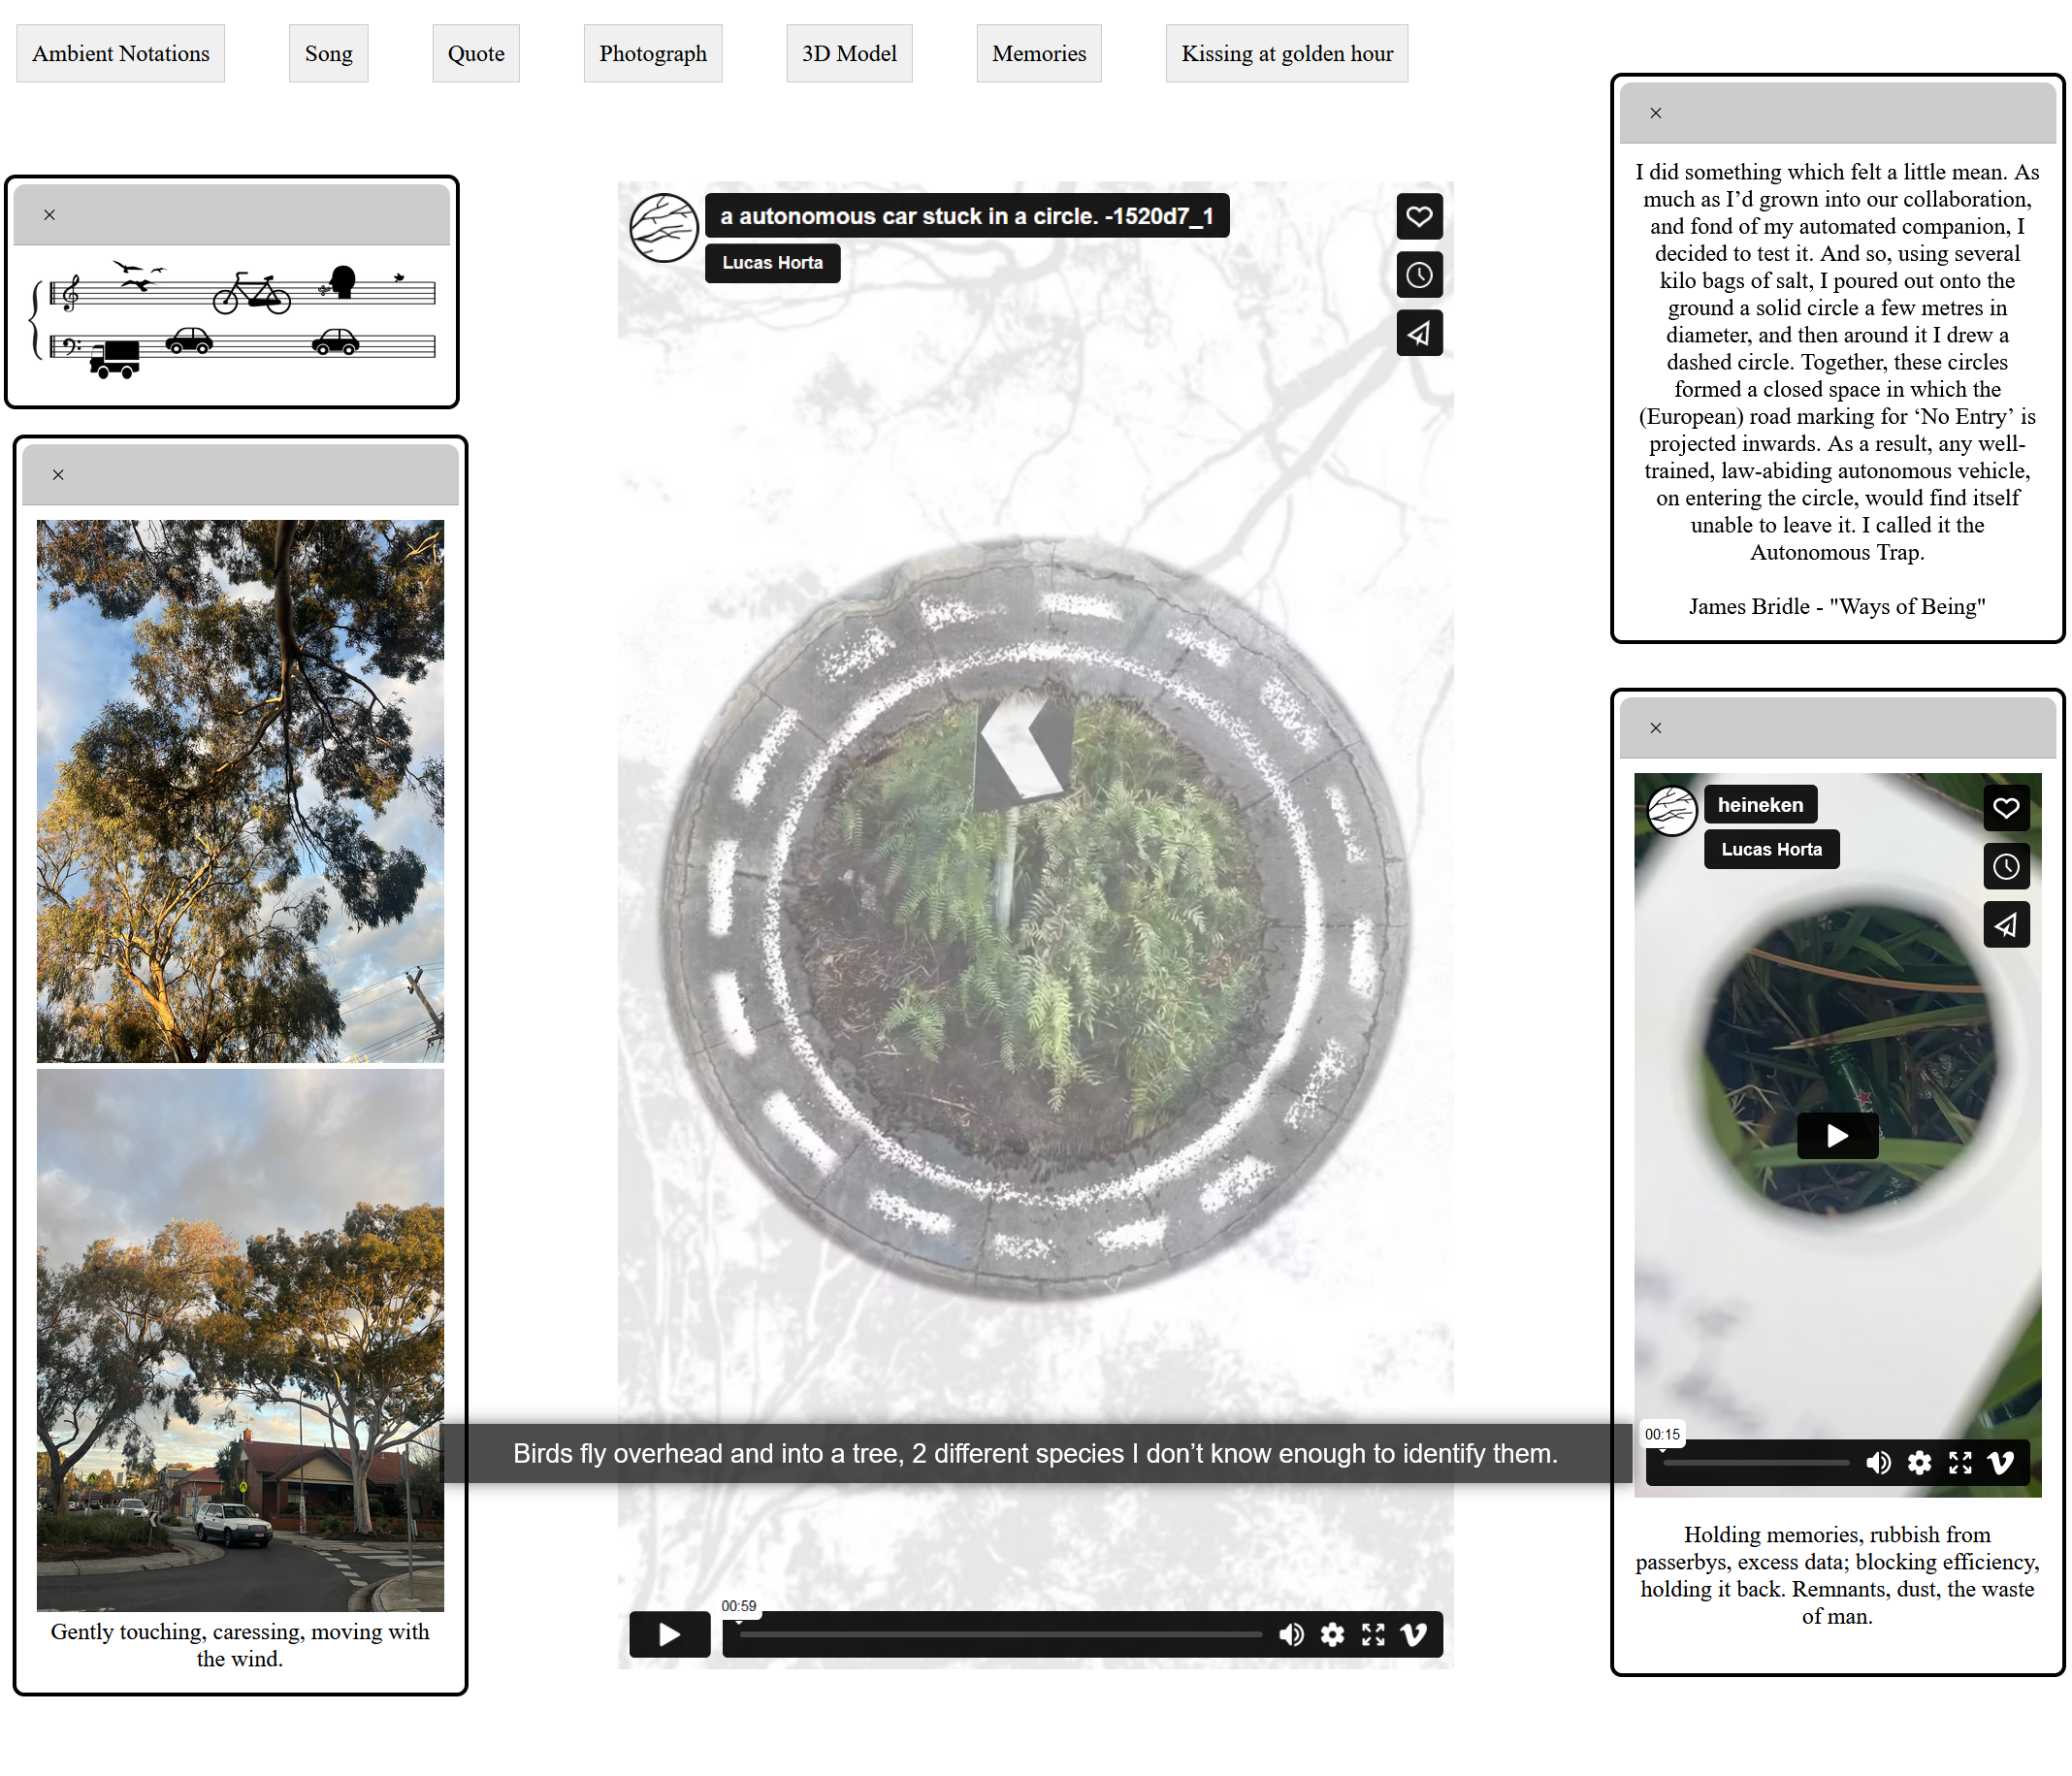 Ambient Notations
Song
Quote
Photograph
3D Model
Memories
Kissing at golden hour
×
×
Gently touching, caressing, moving with
the wind.
a autonomous car stuck in a circle. -1520d7_1
Lucas Horta
Birds fly overhead and into a tree, 2 different species I don’t know enough to identify them.
00:59
×
I did something which felt a little mean. As
much as I’d grown into our collaboration,
and fond of my automated companion, I
decided to test it. And so, using several
kilo bags of salt, I poured out onto the
ground a solid circle a few metres in
diameter, and then around it I drew a
dashed circle. Together, these circles
formed a closed space in which the
(European) road marking for ‘No Entry’ is
projected inwards. As a result, any well-
trained, law-abiding autonomous vehicle,
on entering the circle, would find itself
unable to leave it. I called it the
Autonomous Trap.
James Bridle - "Ways of Being"
×
heineken
Lucas Horta
00:15
Holding memories, rubbish from
passerbys, excess data; blocking efficiency,
holding it back. Remnants, dust, the waste
of man.